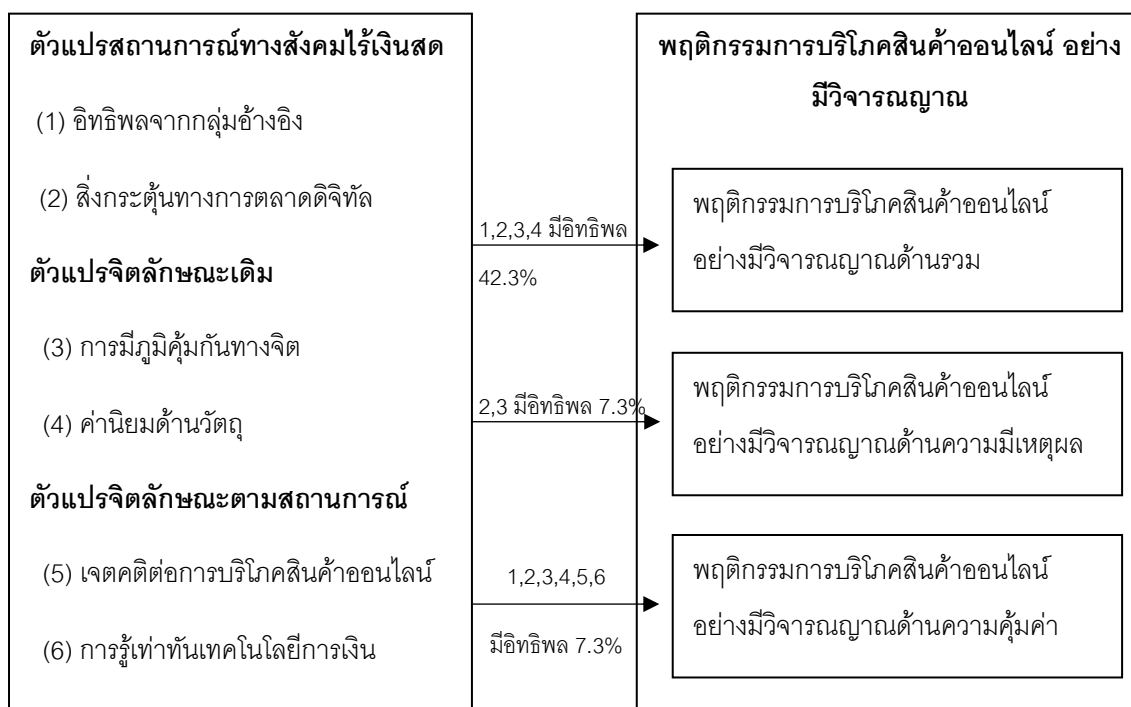 ตัวแปรสถานการณ์ทางสังคมไร้เงินสด
(1) อิทธิพลจากกลุ่มอ้างอิง
(2) สิ่งกระตุ้นทางการตลาดดิจิทัล
ตัวแปรจิตลักษณะเดิม
(3) การมีภูมิคุ้มกันทางจิต
(4) ค่านิยมด้านวัตถุ
ตัวแปรจิตลักษณะตามสถานการณ์
(5) เจตคติต่อการบริโภคสินค้าออนไลน์
(6) การรู้เท่าทันเทคโนโลยีการเงิน
1,2,3,4 มีอิทธิพล
42.3%
2,3 มีอิทธิพล 7.3%
1,2,3,4,5,6
มีอิทธิพล 7.3%
พฤติกรรมการบริโภคสินค้าออนไลน์ อย่าง
มีวิจารณญาณ
พฤติกรรมการบริโภคสินค้าออนไลน์
อย่างมีวิจารณญาณด้านรวม
พฤติกรรมการบริโภคสินค้าออนไลน์
อย่างมีวิจารณญาณด้านความมีเหตุผล
พฤติกรรมการบริโภคสินค้าออนไลน์
อย่างมีวิจารณญาณด้านความคุ้มค่า